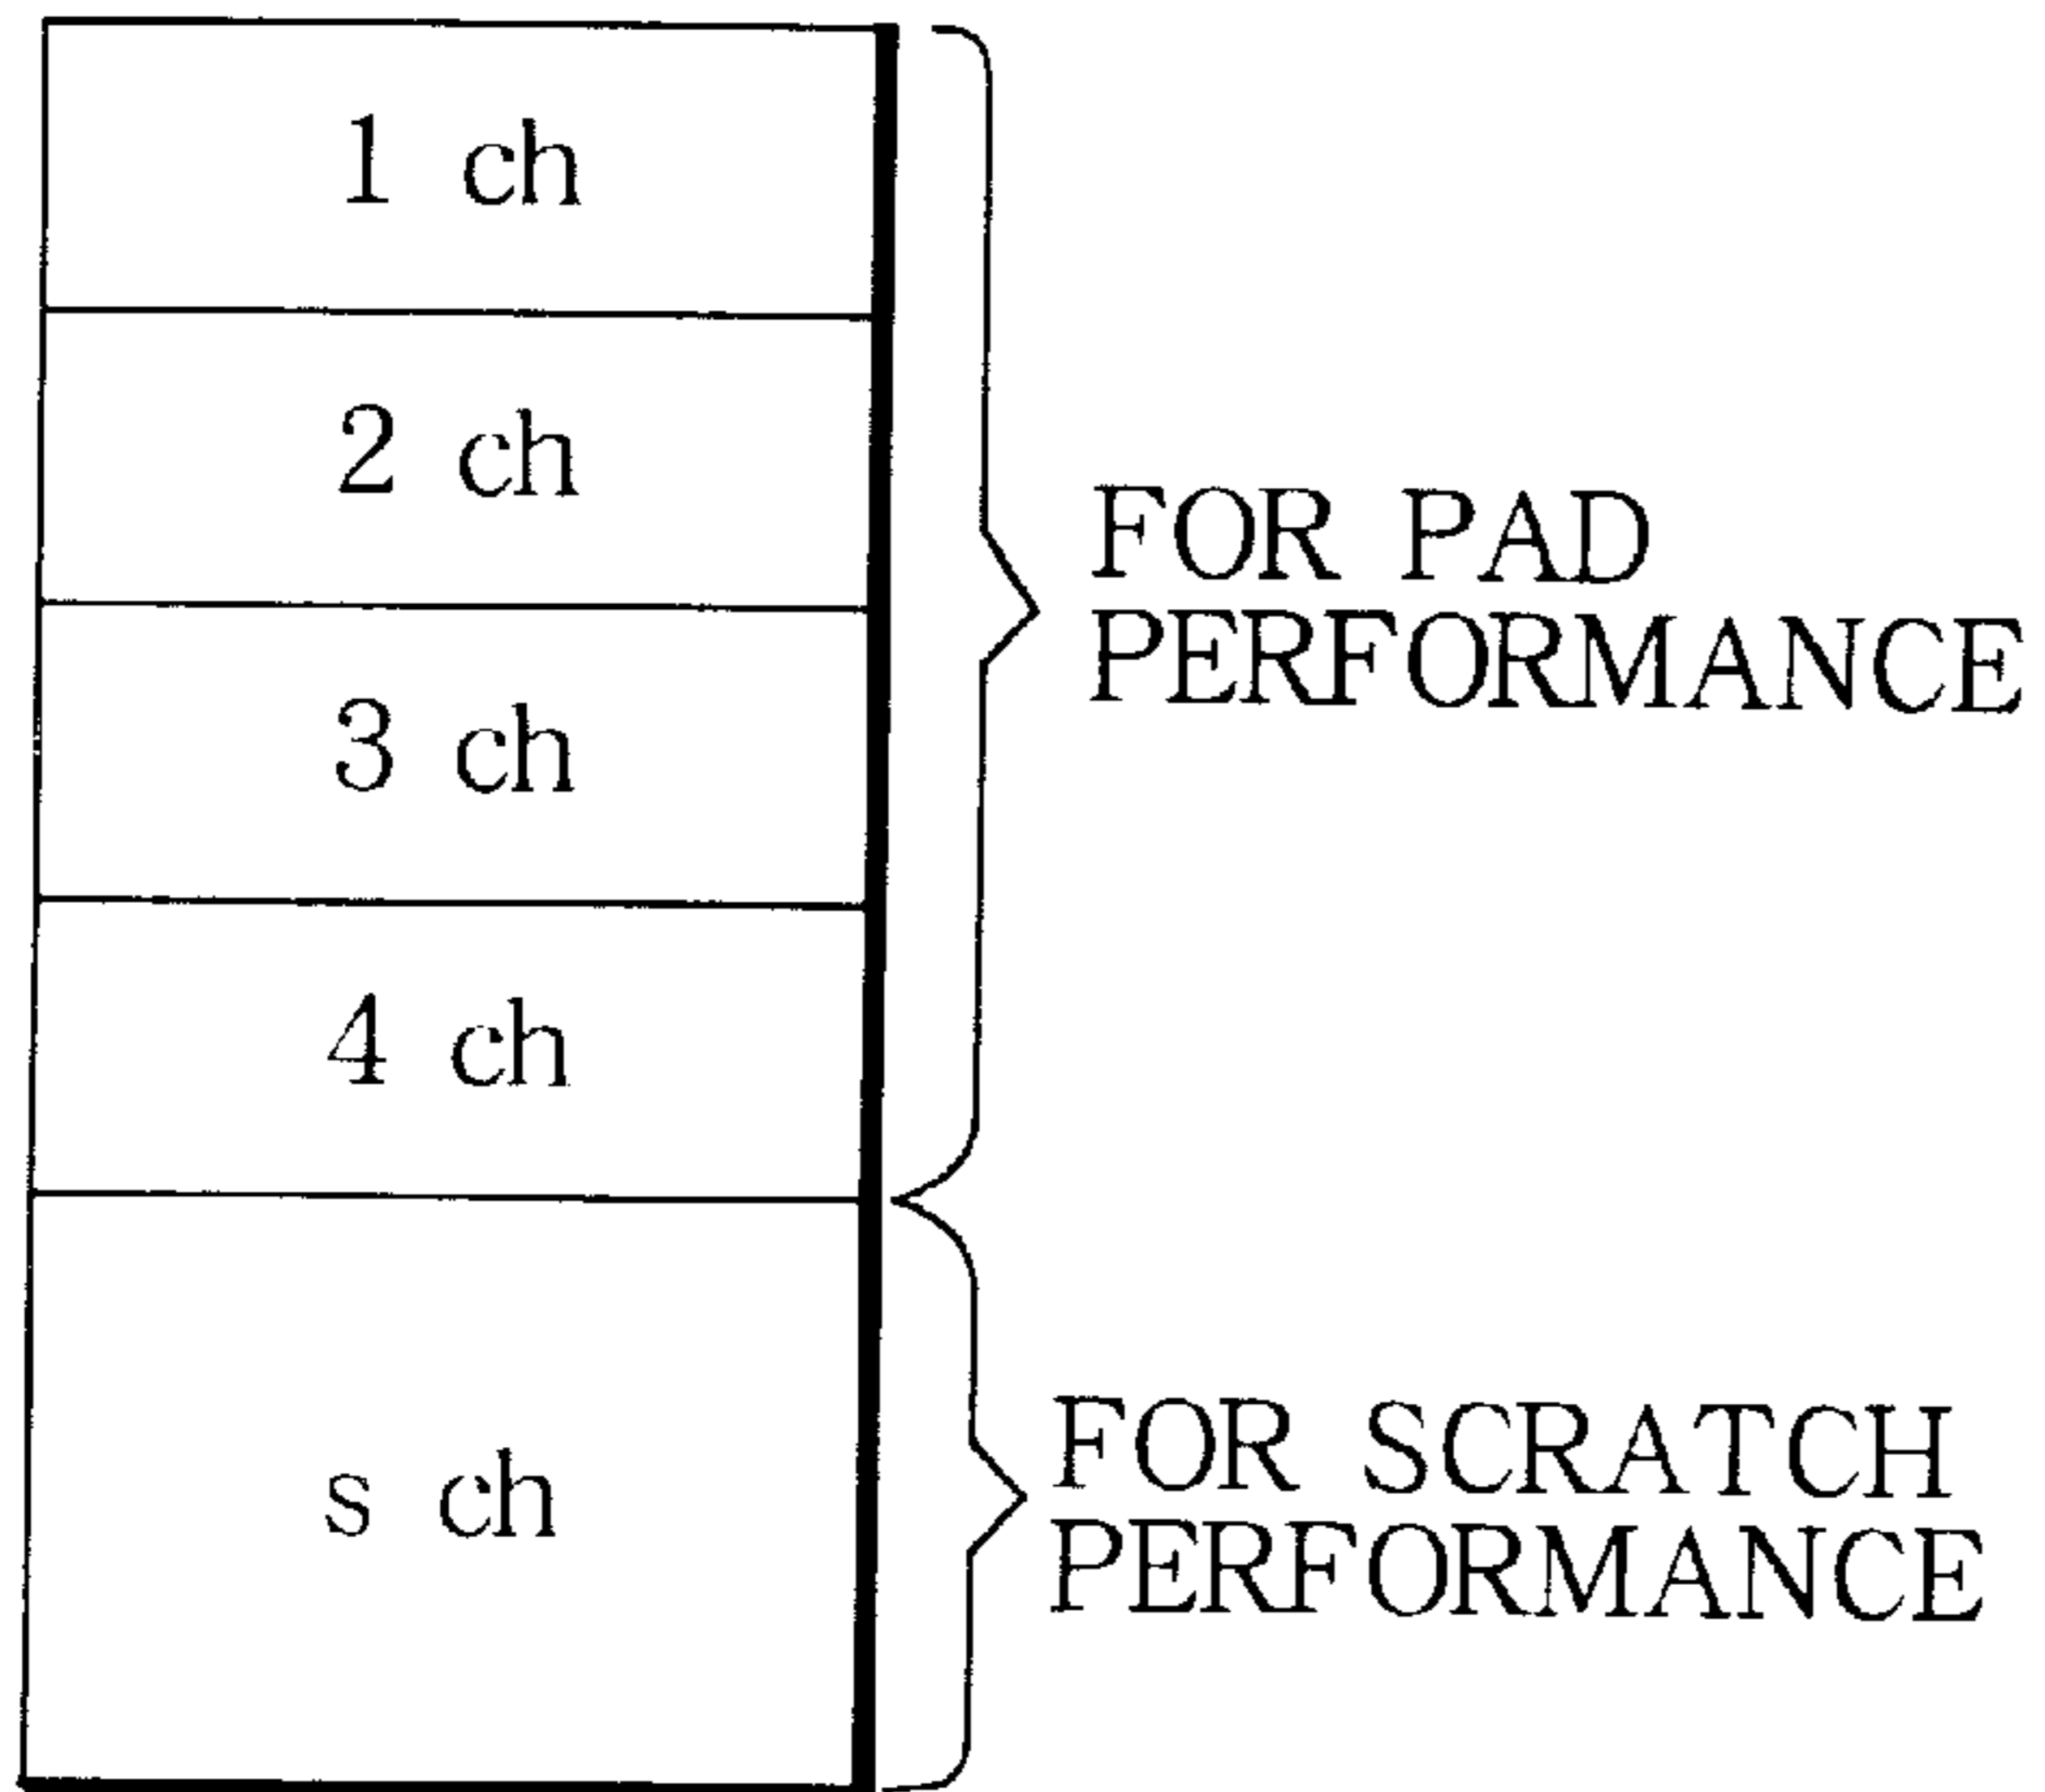 1 ch
2 ch
FOR PAD
PERFORMANCE
3 ch
4 ch
s ch
FOR SCRATCH
PERFORMANCE